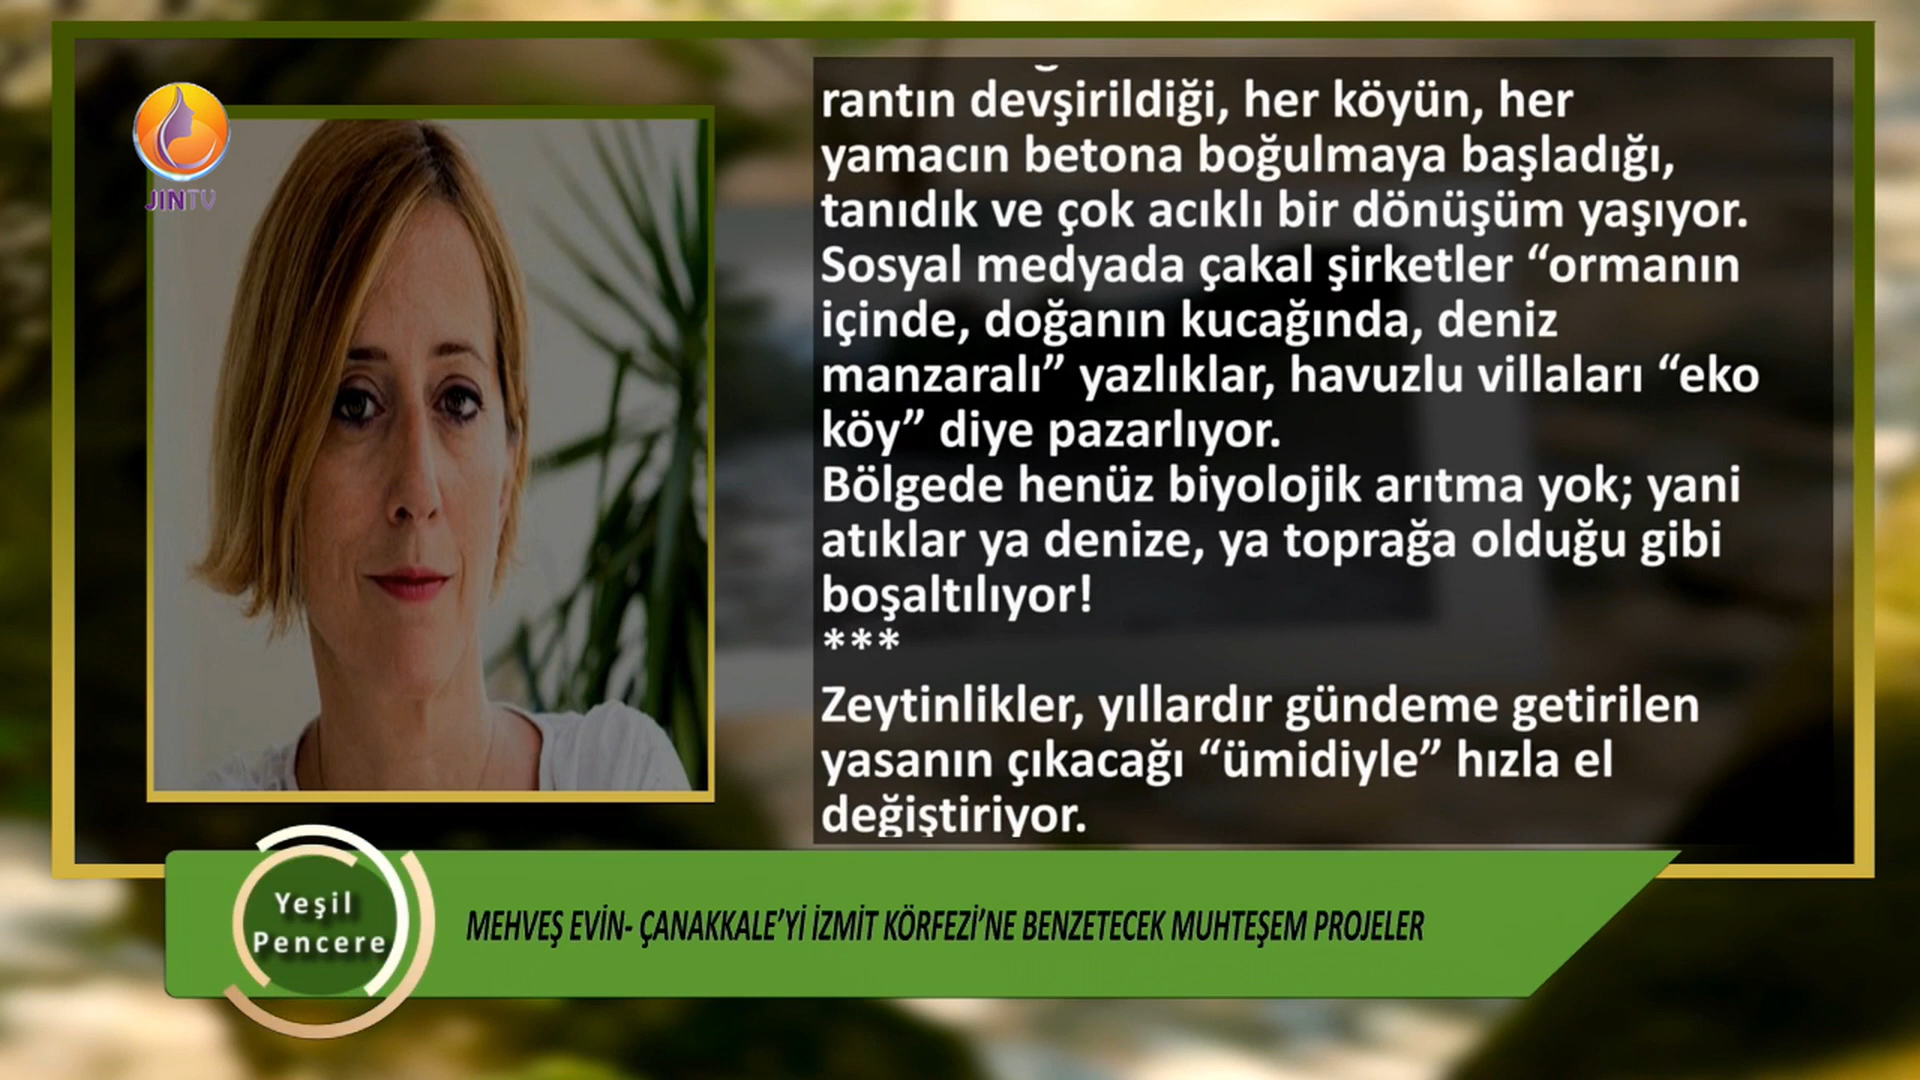 JINTV
rantın devşirildiği, her köyün, her
yamacın betona boğulmaya başladığı,
tanıdık ve çok acıklı bir dönüşüm yaşıyor.
Sosyal medyada çakal şirketler “ormanın
içinde, doğanın kucağında, deniz
manzaralı” yazlıklar, havuzlu villaları “eko
köy” diye pazarlıyor.
Bölgede henüz biyolojik arıtma yok; yani
atıklar ya denize, ya toprağa olduğu gibi
boşaltılıyor!
***
Zeytinlikler, yıllardır gündeme getirilen
yasanın çıkacağı “ümidiyle” hızla el
değiştiriyor.
Yeşil
Pencere
MEHVEŞ EVİN- ÇANAKKALE’Yİ İZMİT KÖRFEZİ’NE BENZETECEK MUHTEŞEM PROJELER